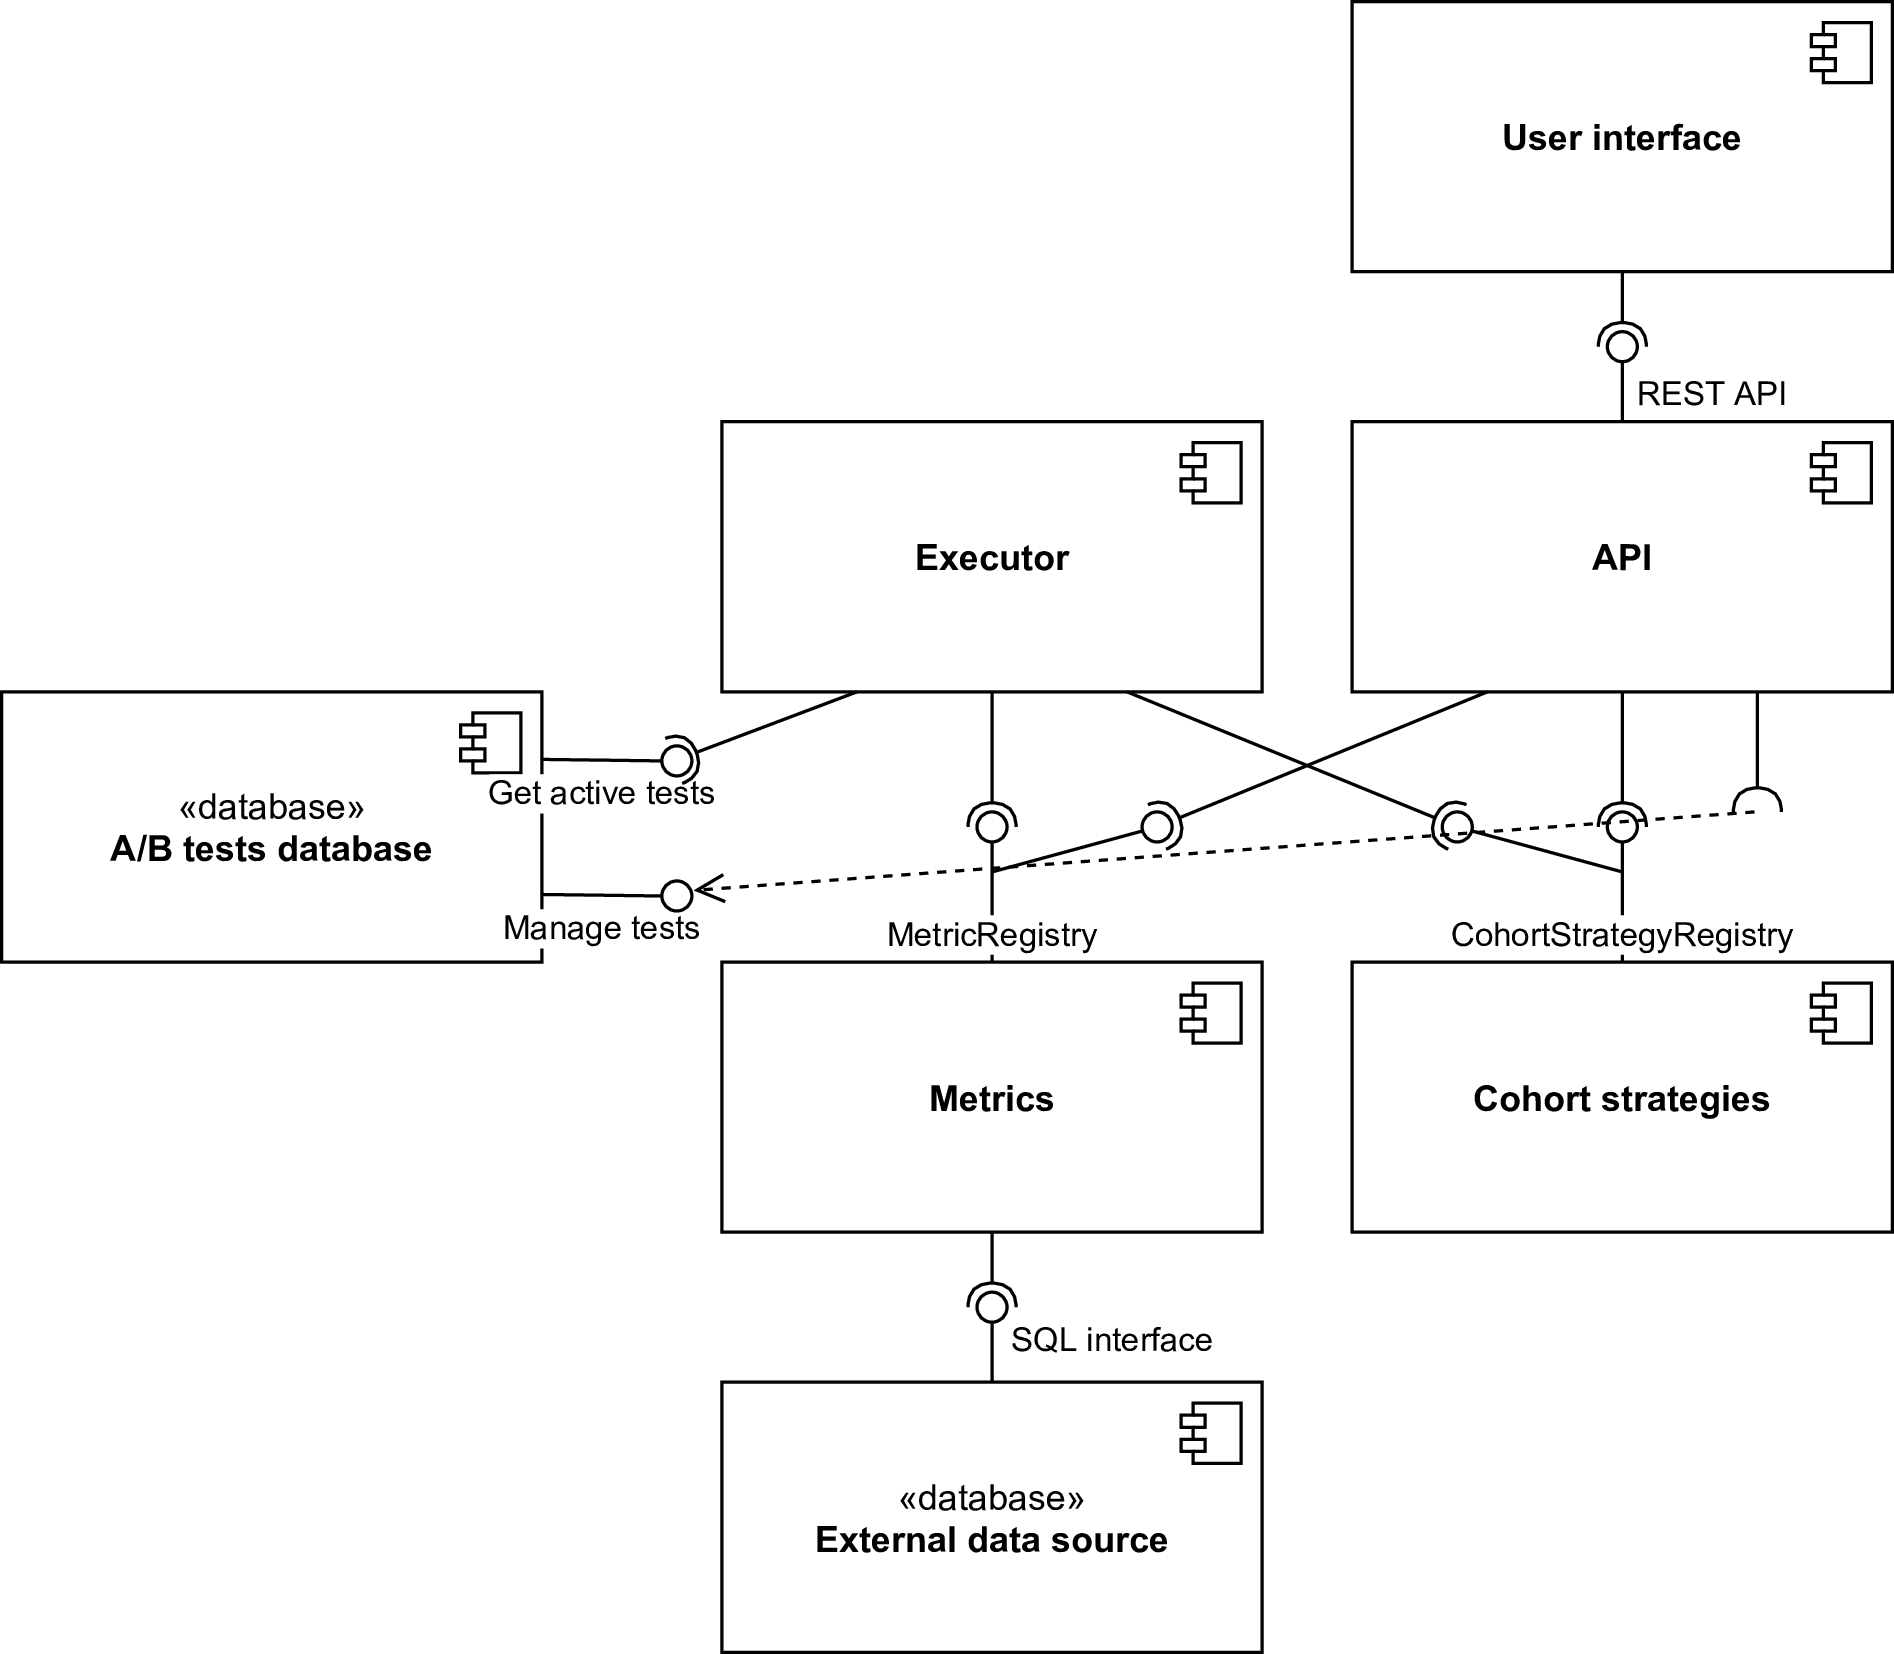 User interface
REST API
Executor
API
Get active tests
«database»
A/B tests database
Manage tests
MetricRegistry
CohortStrategyRegistry
Metrics
Cohort strategies
SQL interface
«database»
External data source